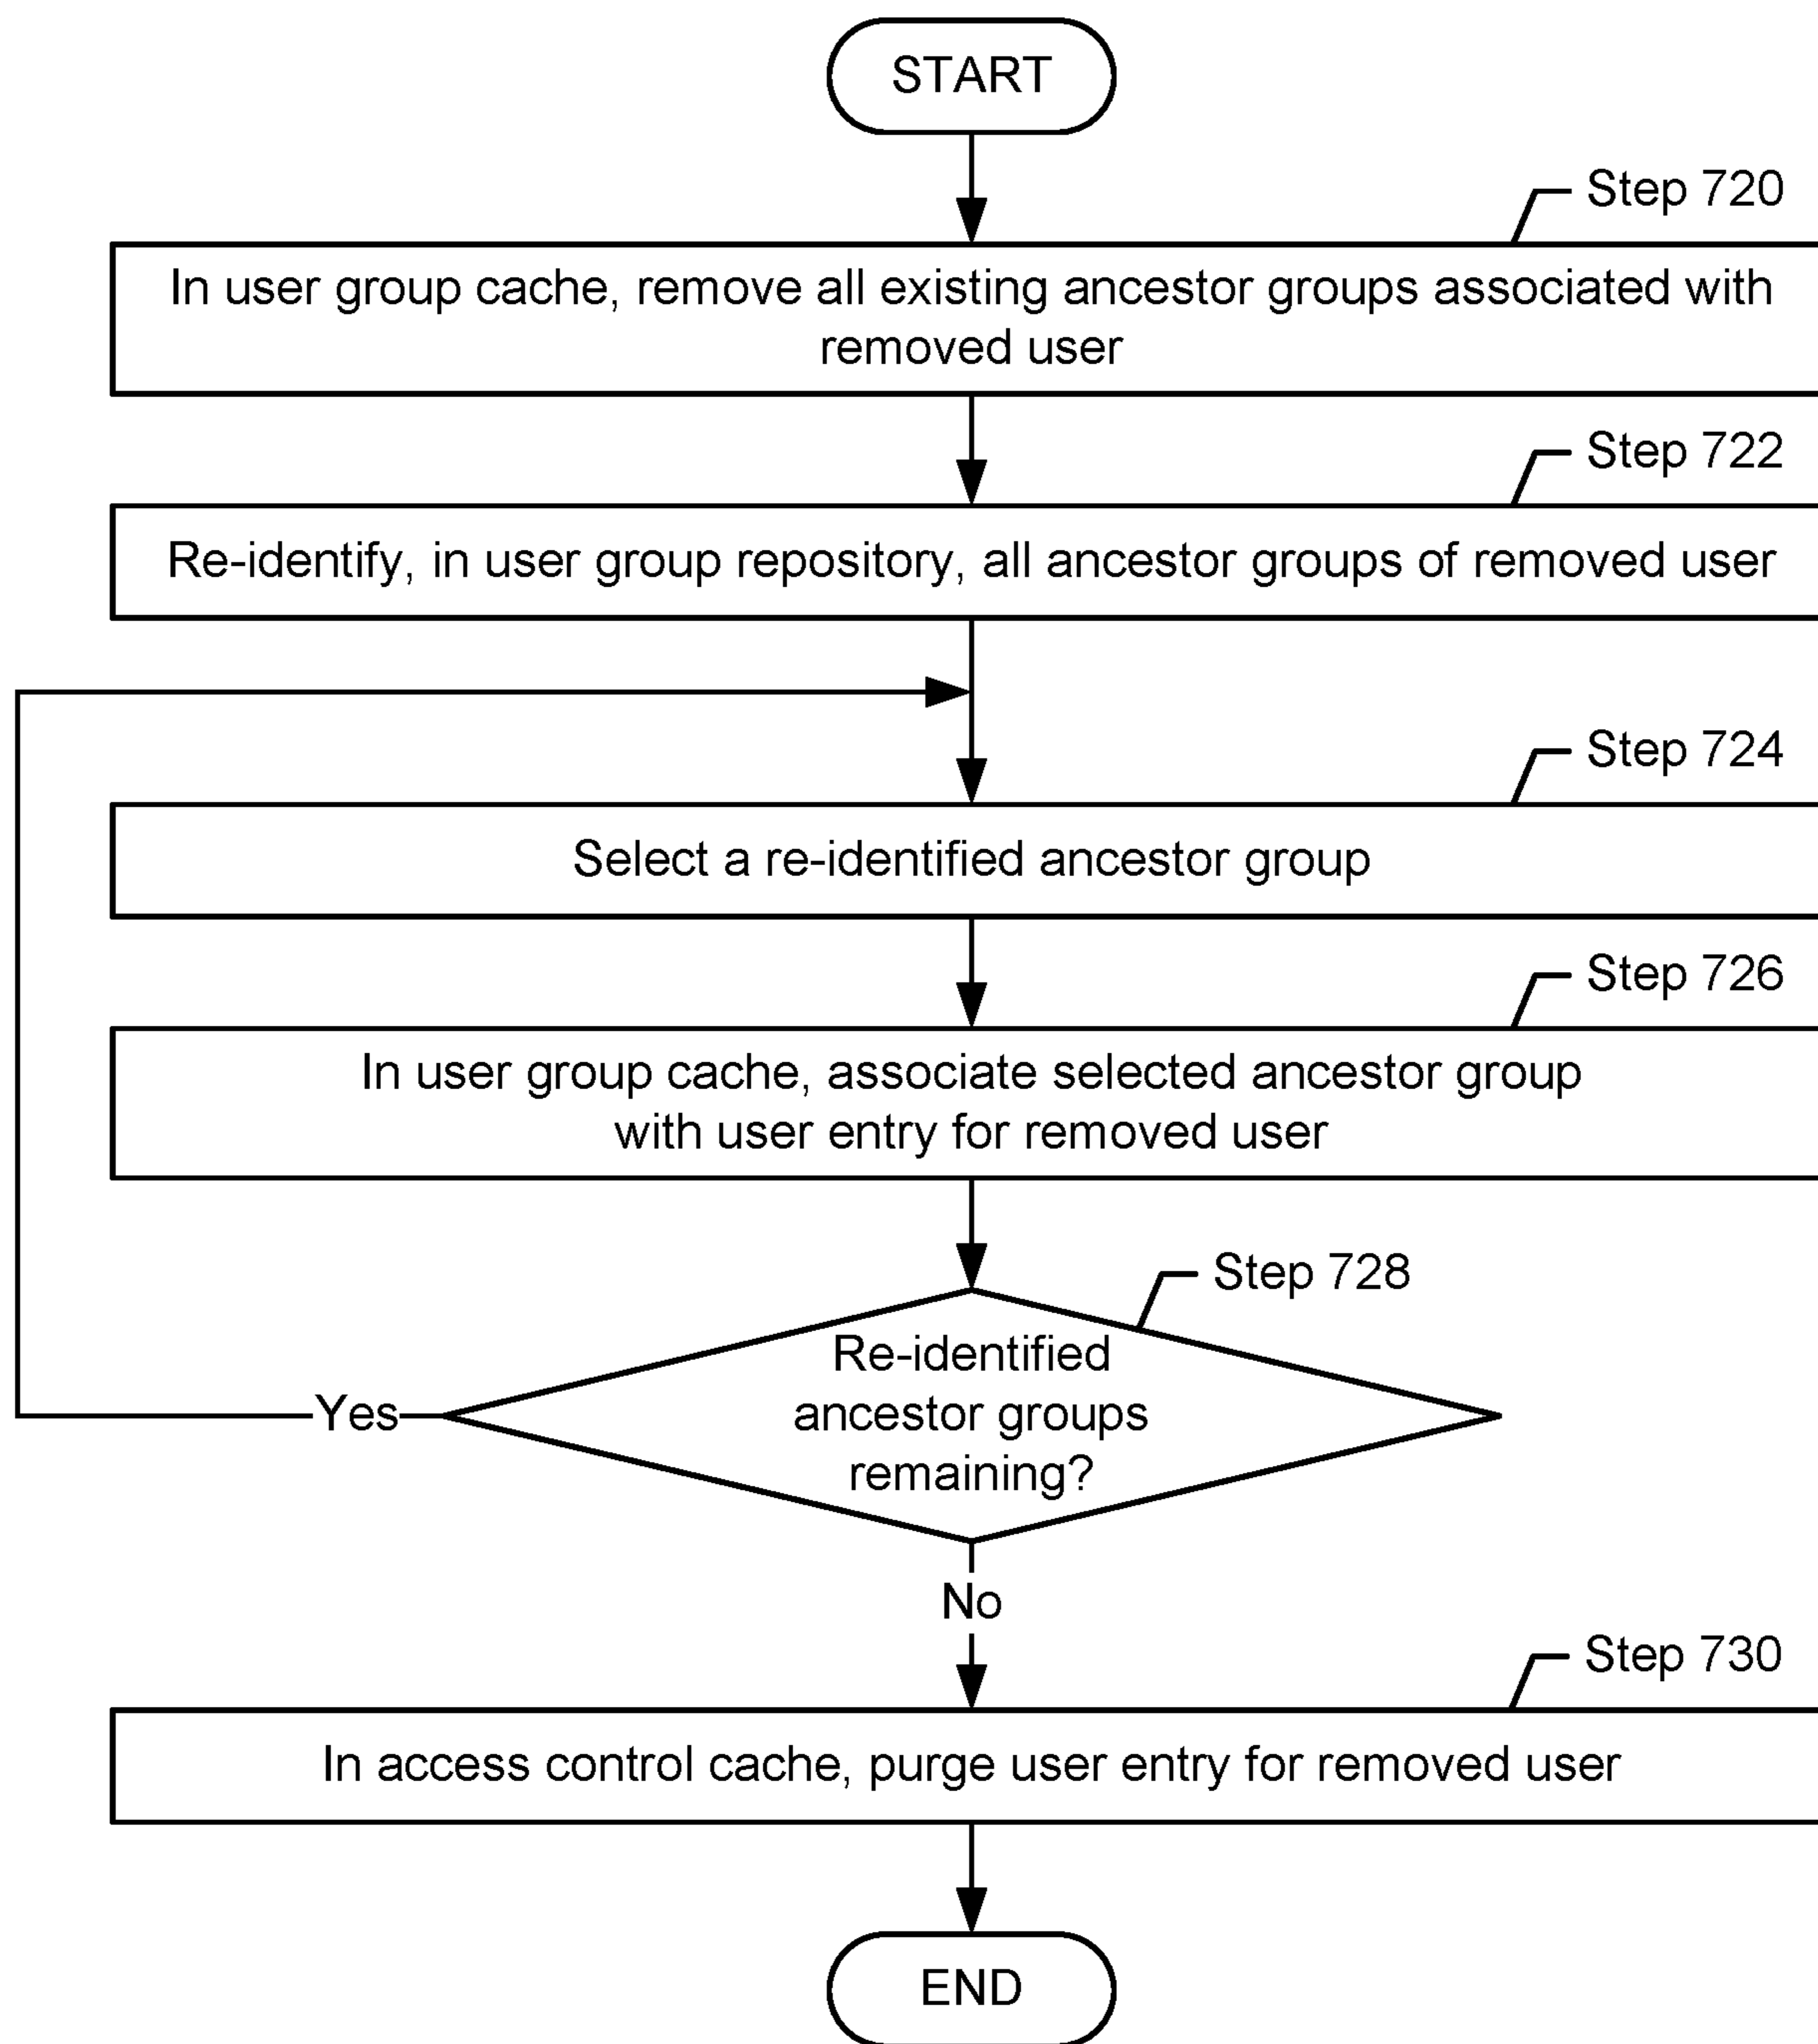 START
Step 720
In user group cache, remove all existing ancestor groups associated with
removed user
Step 722
Re-identify, in user group repository, all ancestor groups of removed user
Step 724
Select a re-identified ancestor group
Step 726
In user group cache, associate selected ancestor group
with user entry for removed user
Step 728
Re-identified
ancestor groups
remaining?
Yes
No
Step 730
In access control cache, purge user entry for removed user
END